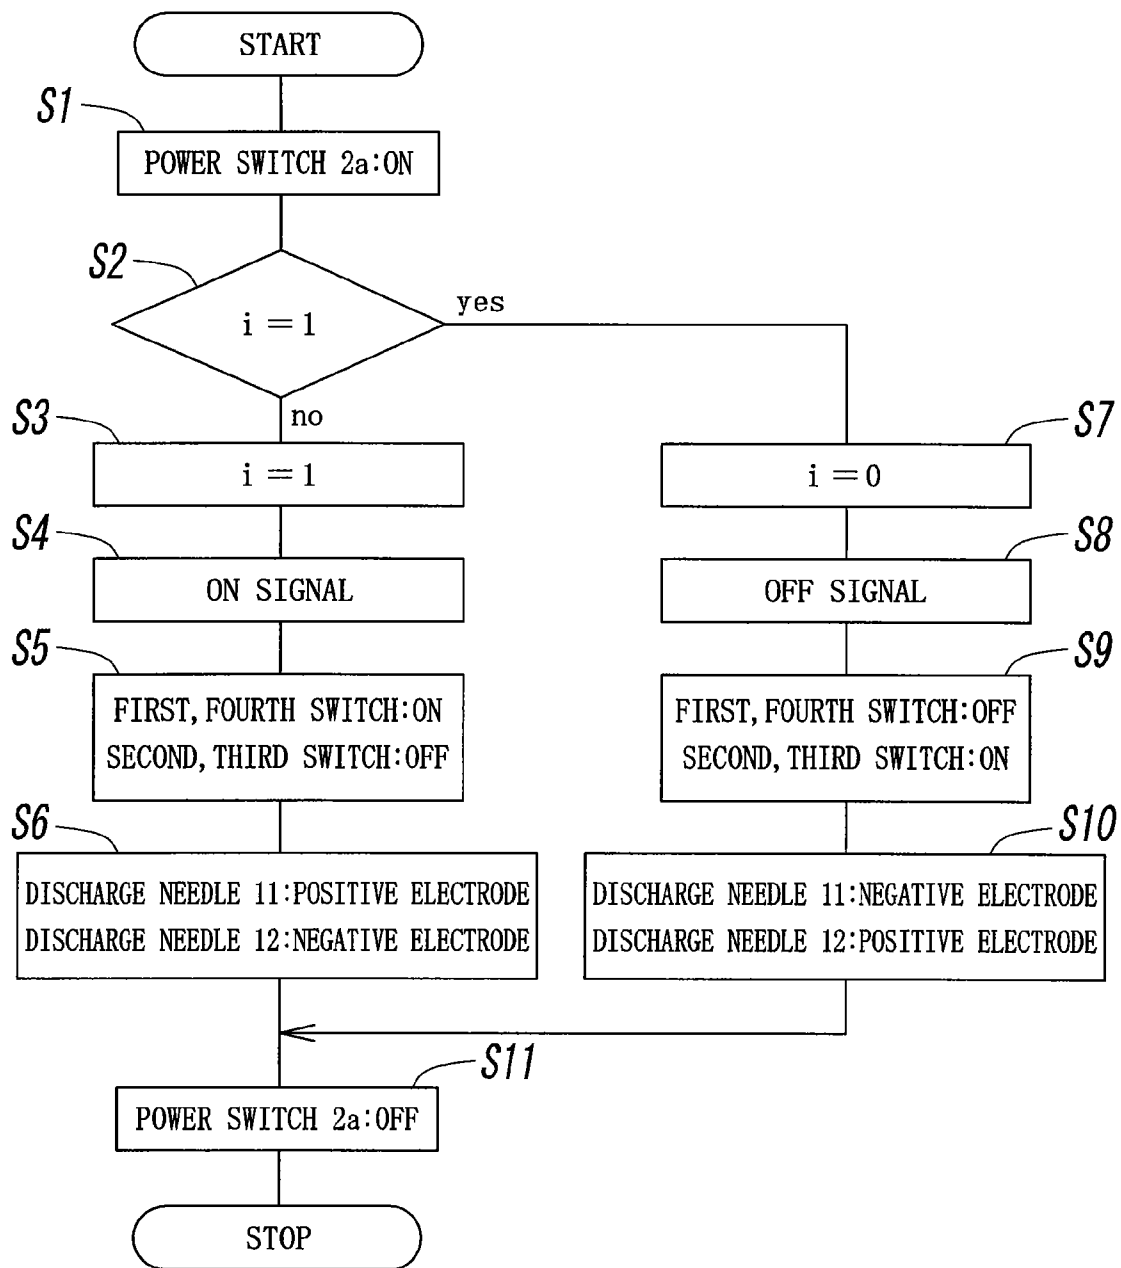 START
S1
POWER SWITCH 2a:ON
S2
i=1
yes
no
S3
i=1
S4
ON SIGNAL
S5
FIRST, FOURTH SWITCH:ON
SECOND, THIRD SWITCH:OFF
S6
DISCHARGE NEEDLE 11:POSITIVE ELECTRODE
DISCHARGE NEEDLE 12:NEGATIVE ELECTRODE
S7
i=0
S8
OFF SIGNAL
S9
FIRST, FOURTH SWITCH:OFF
SECOND, THIRD SWITCH:ON
S10
DISCHARGE NEEDLE 11:NEGATIVE ELECTRODE
DISCHARGE NEEDLE 12:POSITIVE ELECTRODE
S11
POWER SWITCH 2a:OFF
STOP